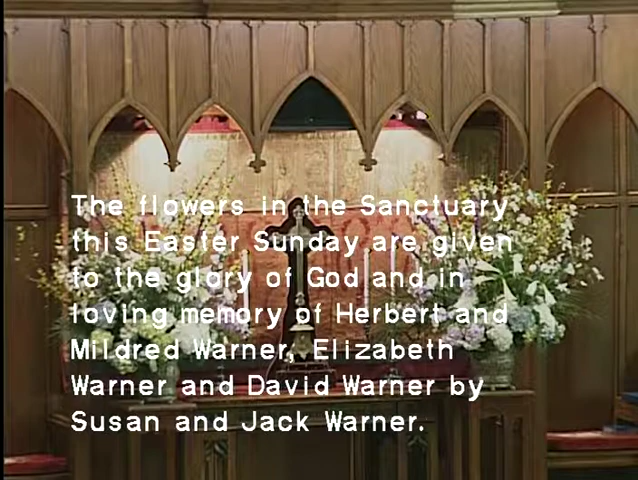 The flowers in the Sanctuary
this Easter Sunday are given
to the glory of God and in
loving memory of Herbert and
Mildred Warner, Elizabeth
Warner and David Warner by
Susan and Jack Warner.